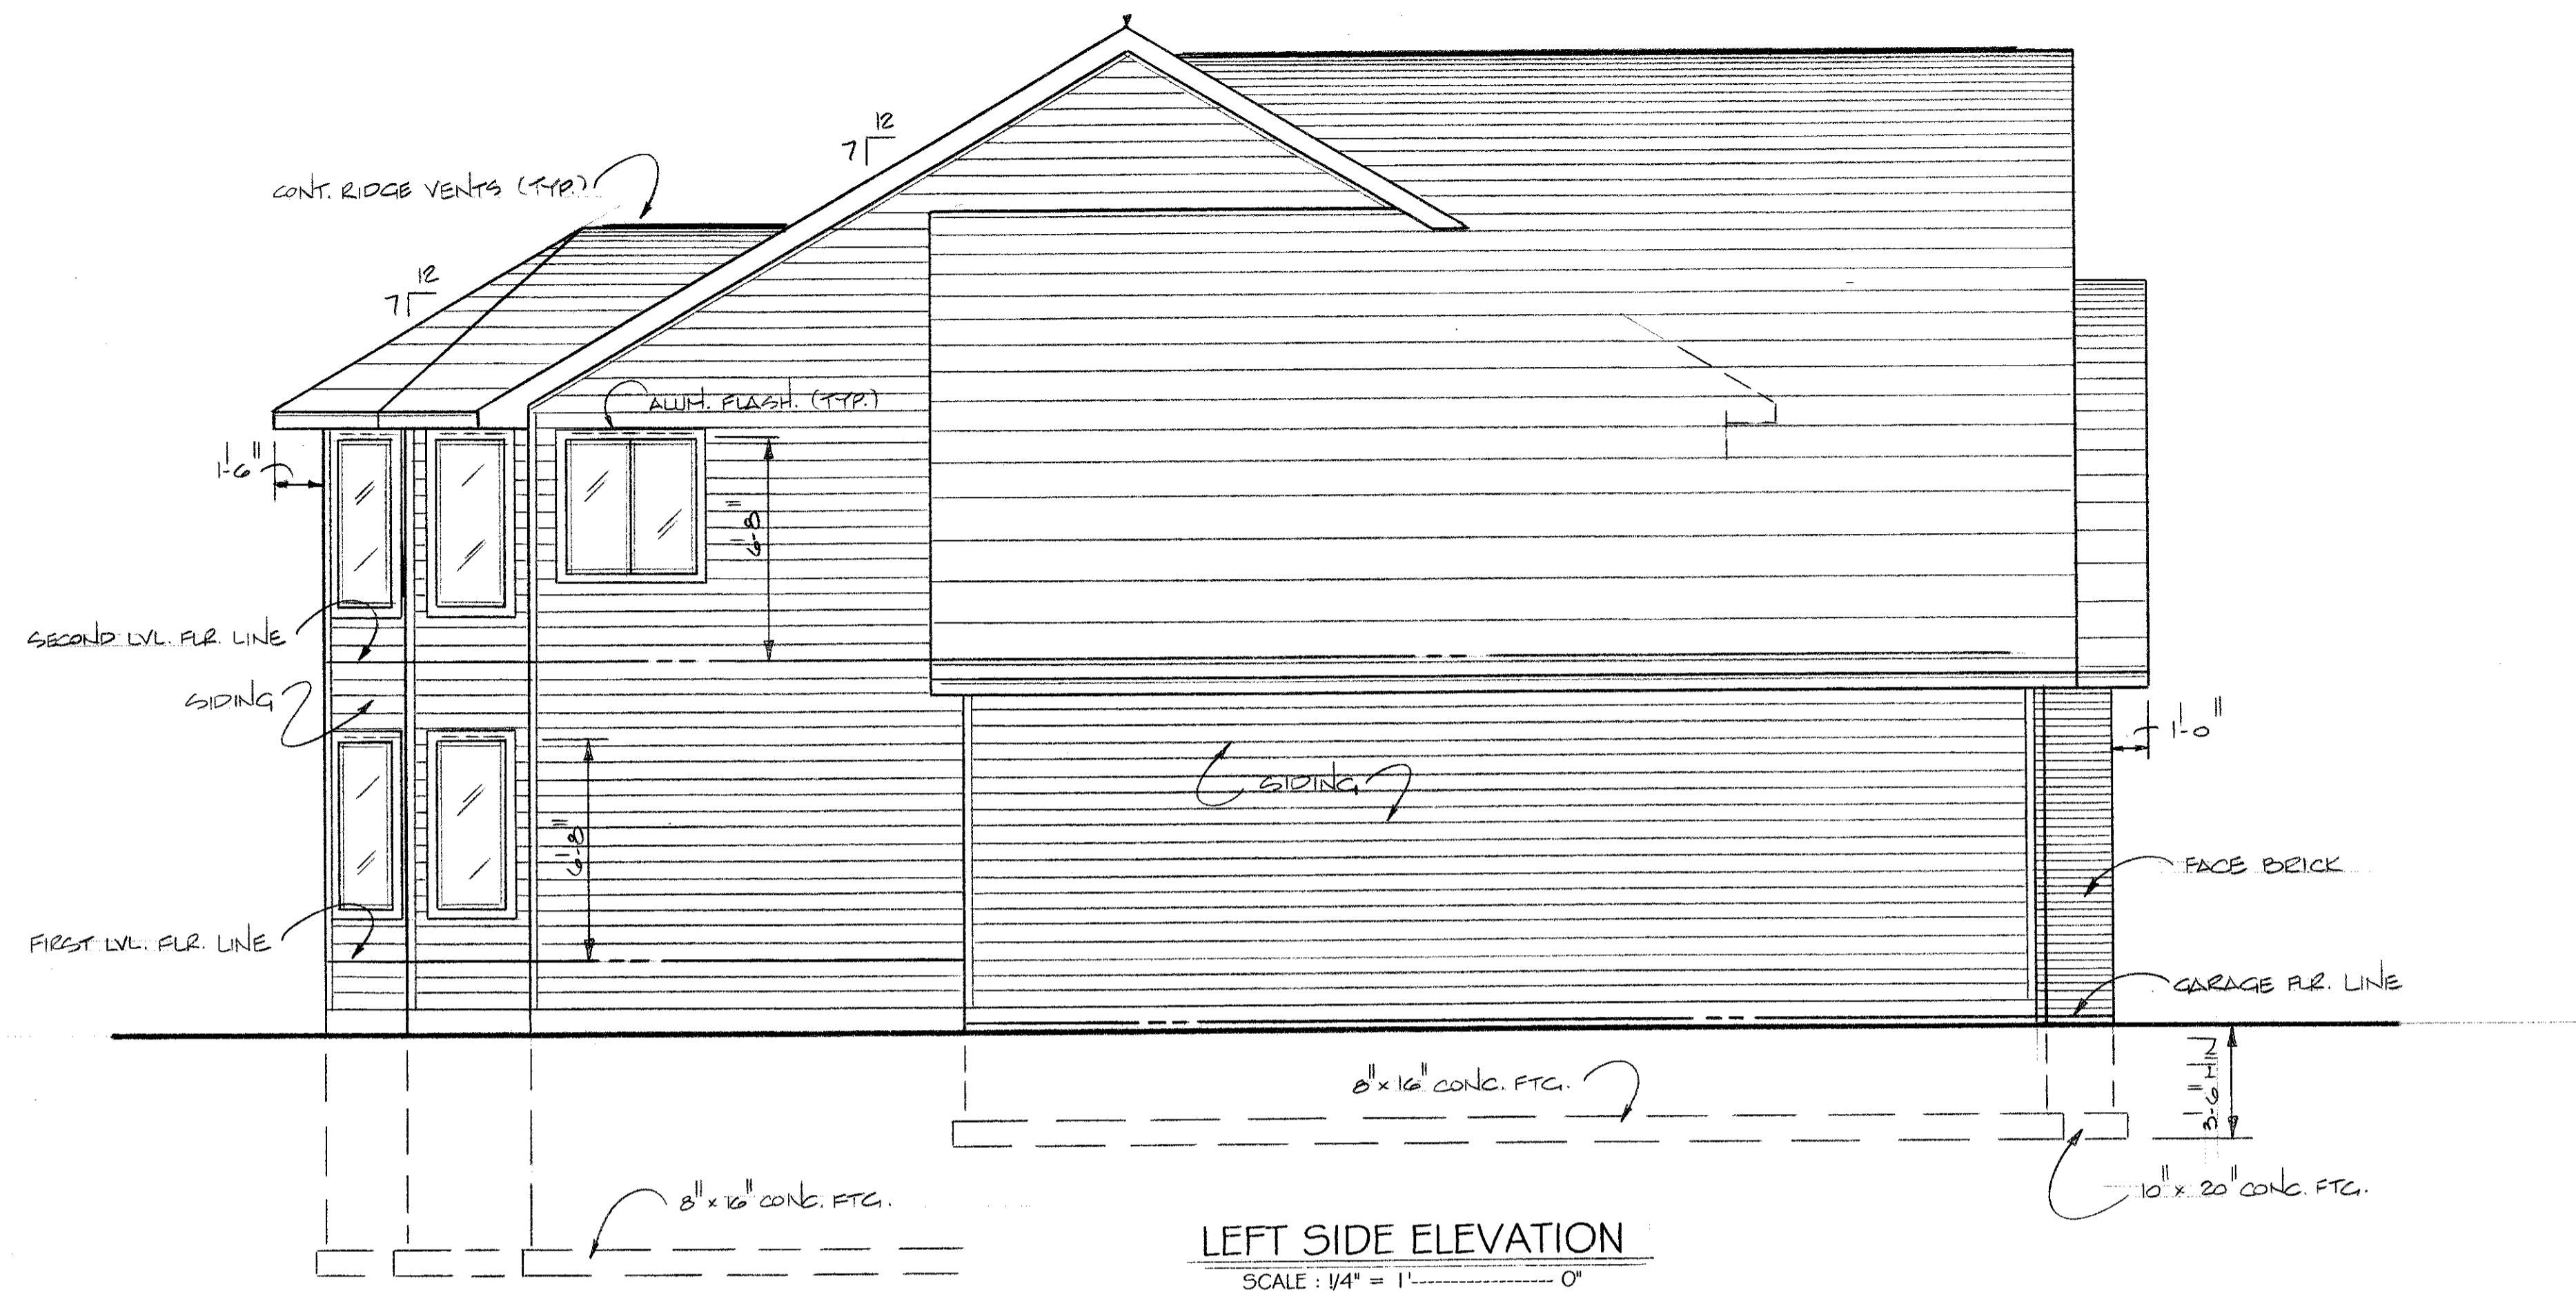 12
7
CONT. RIDGE VENTS (TYP.)
12
7
ALUM. FLASH. (TYP.)
1'-6"
6'-8"
SECOND LVL. FLR. LINE
SIDING
1'-0"
SIDING
6'-8"
FACE BRICK
FIRST LVL. FLR. LINE
GARAGE FLR. LINE
3'-6" MIN
8" x 16" CONC. FTG.
10" x 20" CONC. FTG.
8" x 16" CONC. FTG.
LEFT SIDE ELEVATION
SCALE : 1/4" = 1'------------------ 0"